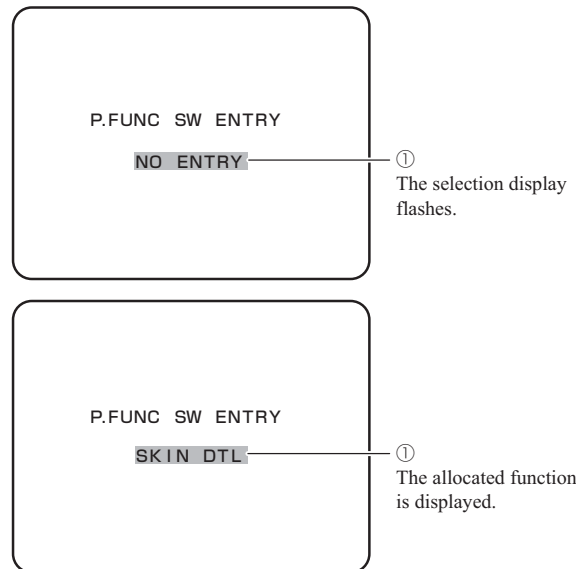 P.FUNC SW ENTRY
NO ENTRY
①
The selection display
flashes.
P.FUNC SW ENTRY
SKIN DTL
①
The allocated function
is displayed.